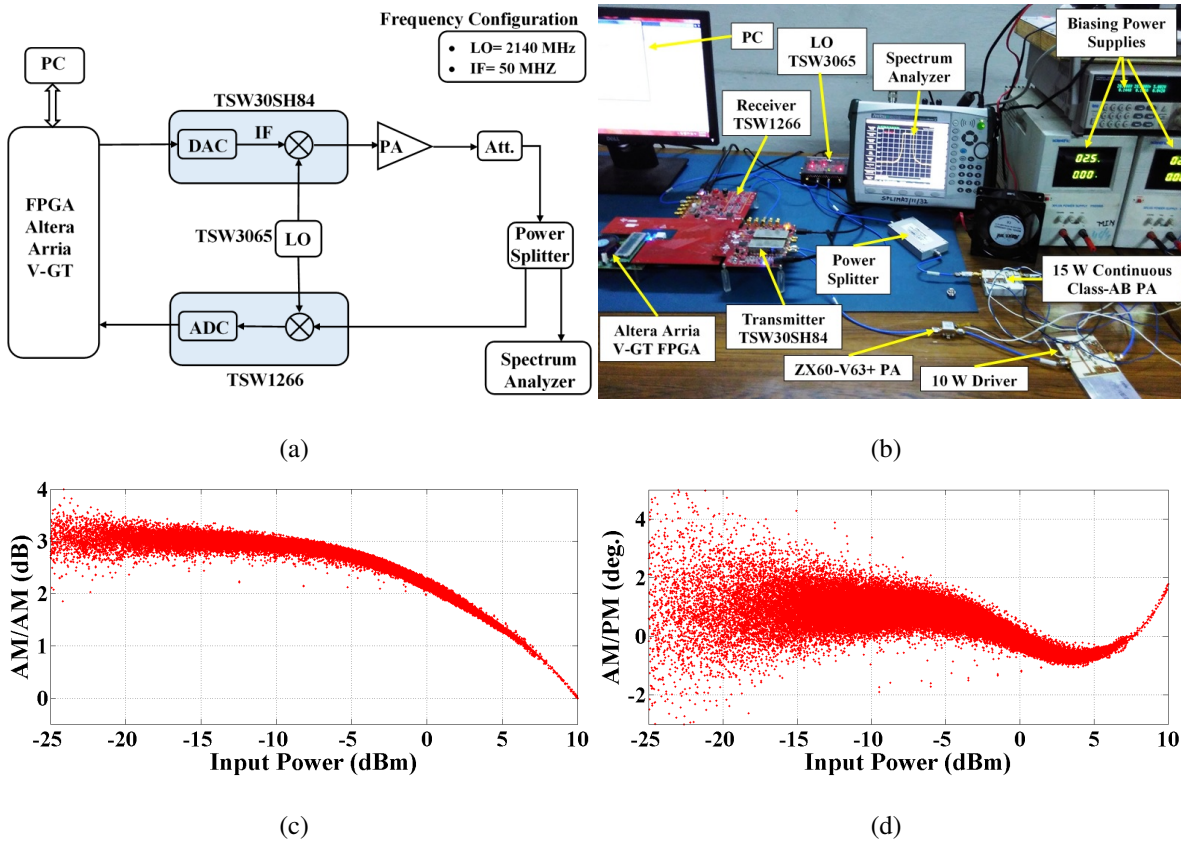 Frequency Configuration
• LO= 2140 MHz
• IF= 50 MHZ
PC
TSW30SH84
DAC
IF
PA
Att.
FPGA
Altera
Arria
V-GT
TSW3065
LO
Power
Splitter
ADC
TSW1266
Spectrum
Analyzer
(a)
PC
LO
TSW3065
Spectrum
Analyzer
Biasing Power
Supplies
Receiver
TSW1266
02.5
0.00
Power
Splitter
15 W Continuous
Class-AB PA
Altera Arria
V-GT FPGA
Transmitter
TSW30SH84
ZX60-V63+ PA
10 W Driver
(b)
AM/AM (dB)
4
3
2
1
0
-25
-20
-15
-10
-5
0
5
10
Input Power (dBm)
(c)
AM/PM (deg.)
4
2
0
-2
-25
-20
-15
-10
-5
0
5
10
Input Power (dBm)
(d)